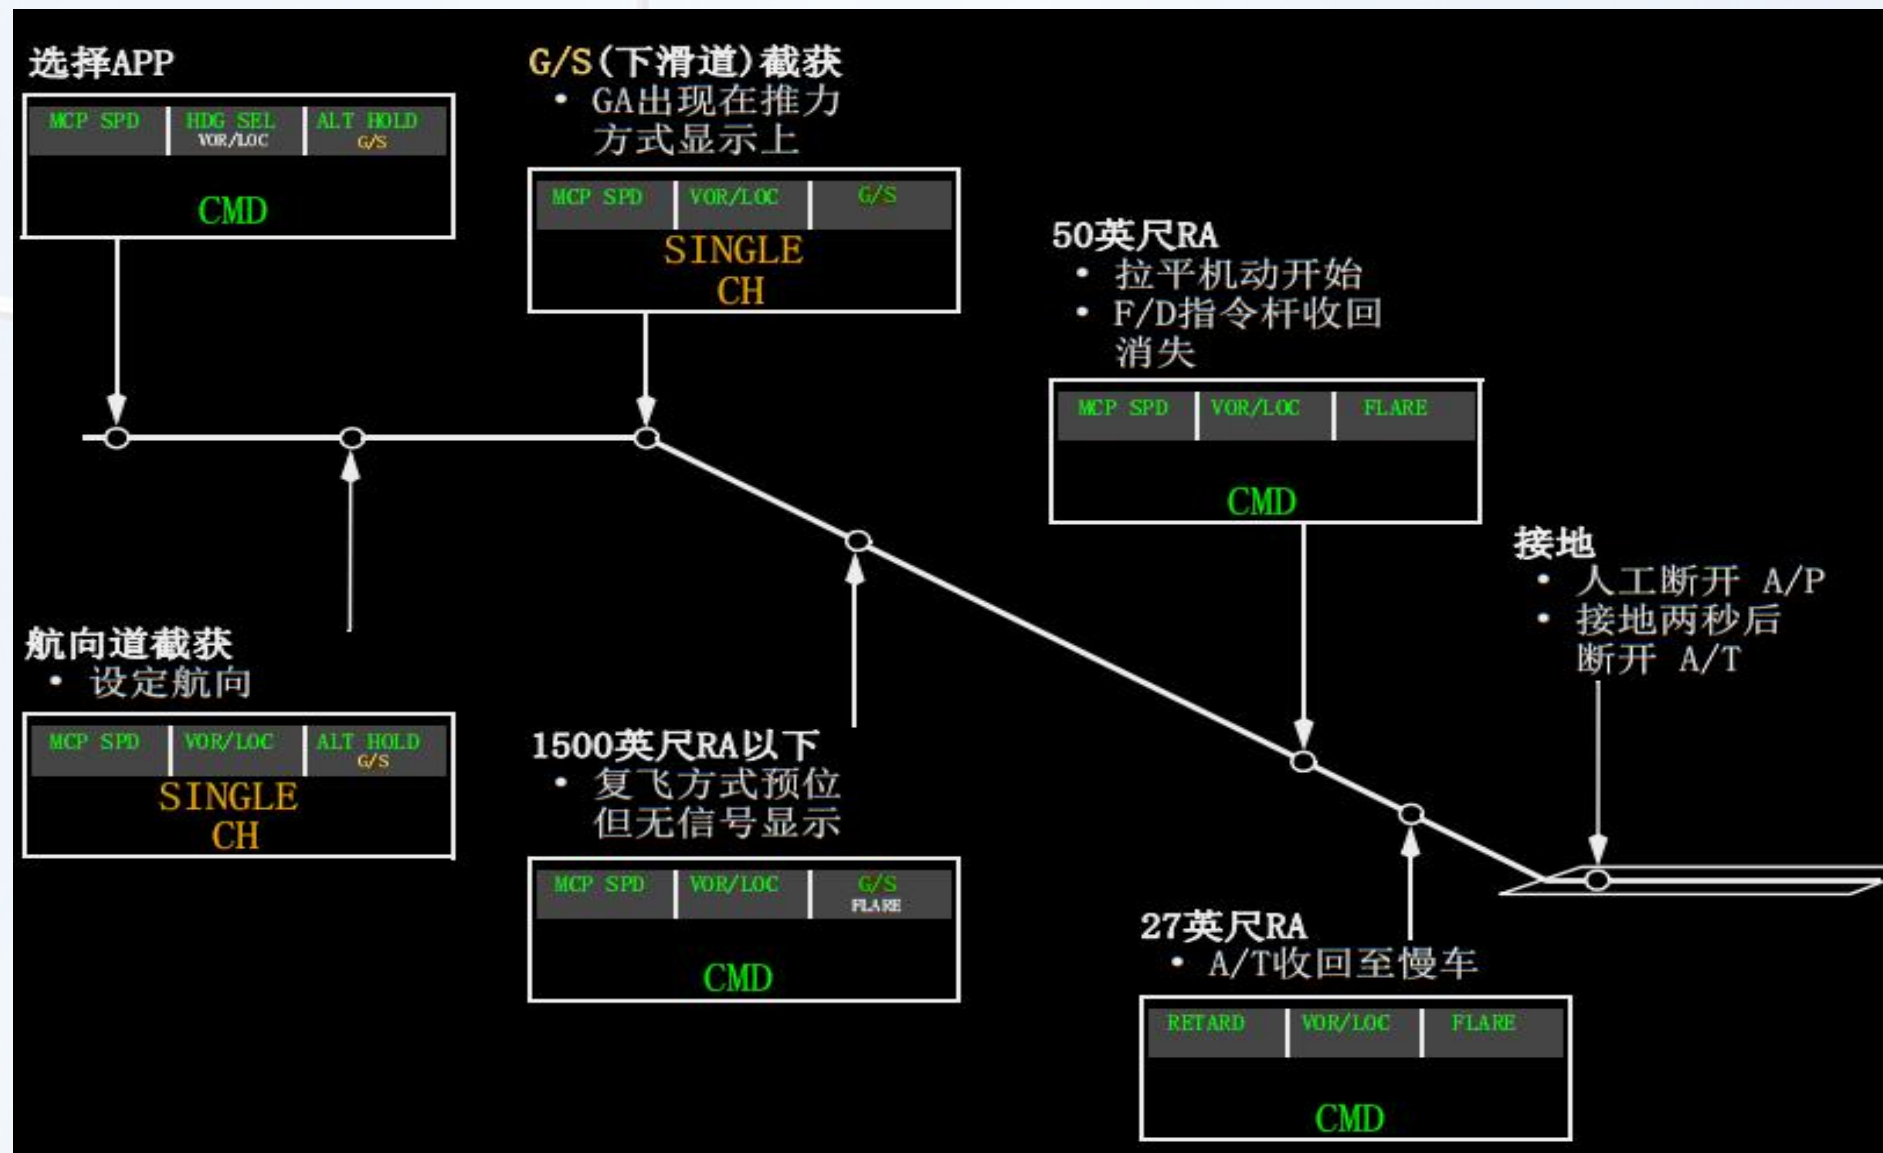 选择APP
MCP SPD HDG SEL ALT HOLD
VOR/LOC G/S
CMD
G/S(下滑道)截获
• GA出现在推力
方式显示上
MCP SPD VOR/LOC G/S
SINGLE
CH
50英尺RA
• 拉平机动开始
• F/D指令杆收回
消失
MCP SPD VOR/LOC FLARE
CMD
接地
• 人工断开 A/P
• 接地两秒后
断开 A/T
航向道截获
• 设定航向
MCP SPD VOR/LOC ALT HOLD
G/S
SINGLE
CH
1500英尺RA以下
• 复飞方式预位
但无信号显示
MCP SPD VOR/LOC G/S
FLARE
CMD
27英尺RA
• A/T收回至慢车
RETARD VOR/LOC FLARE
CMD